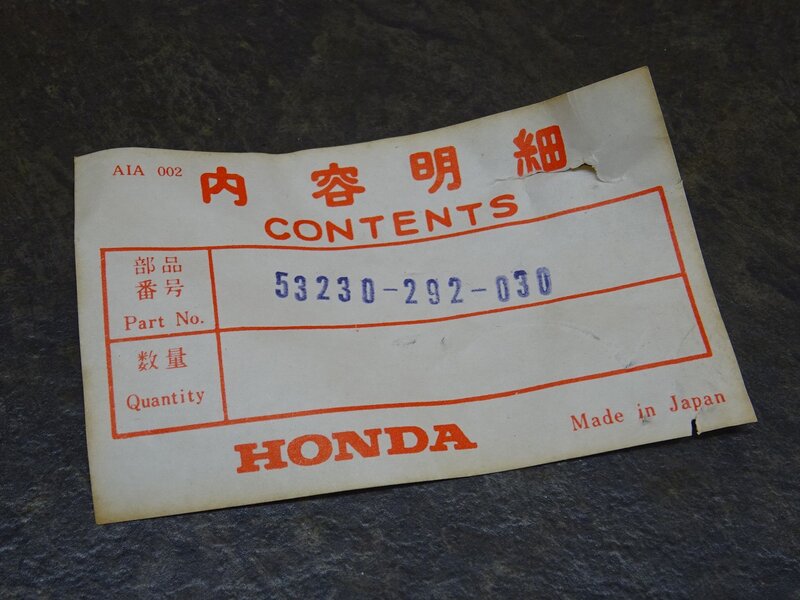 AIA 002
内容明細
CONTENTS
部品
番号
Part No.
53230-292-030
数量
Quantity
HONDA
Made in Japan